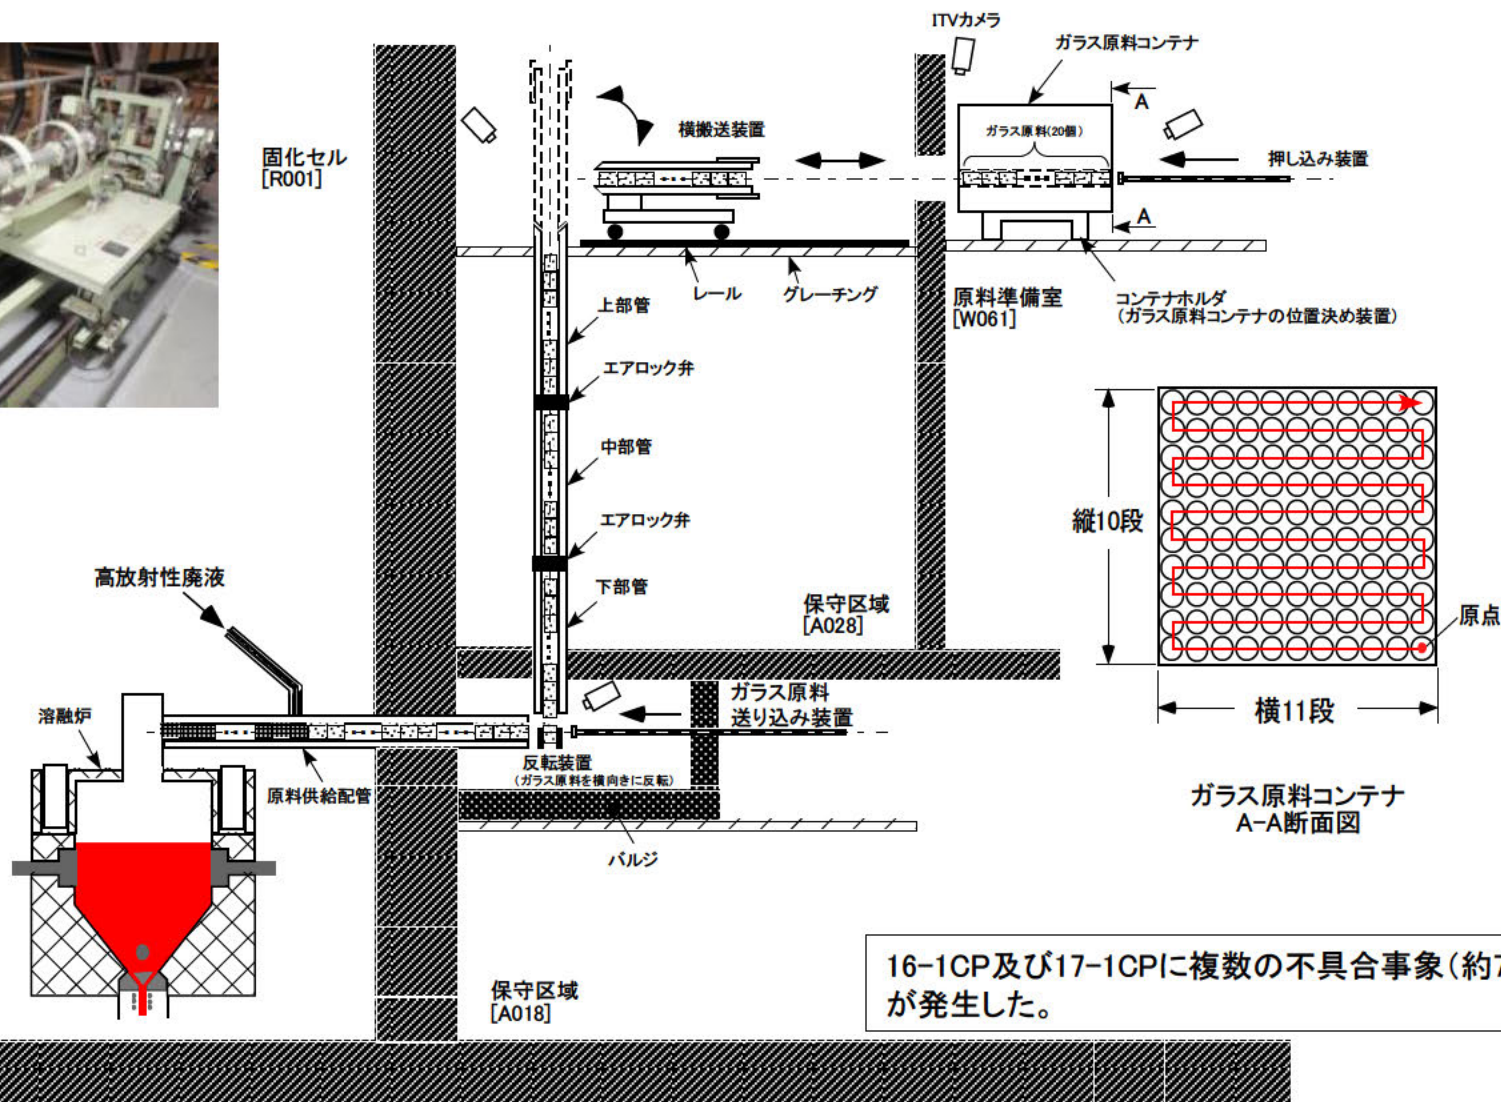 ITVカメラ
ガラス原料コンテナ
A
ガラス原料(20個)
横搬送装置
押し込み装置
固化セル
[R001]
A
レール
グレーチング
原料準備室
[W061]
コンテナホルダ
(ガラス原料コンテナの位置決め装置)
上部管
エアロック弁
中部管
縦10段
エアロック弁
高放射性廃液
下部管
保守区域
[A028]
原点
ガラス原料
送り込み装置
横11段
溶融炉
反転装置
(ガラス原料を横向きに反転)
原料供給配管
ガラス原料コンテナ
A-A断面図
バルジ
16-1CP及び17-1CPに複数の不具合事象(約7
が発生した。
保守区域
[A018]